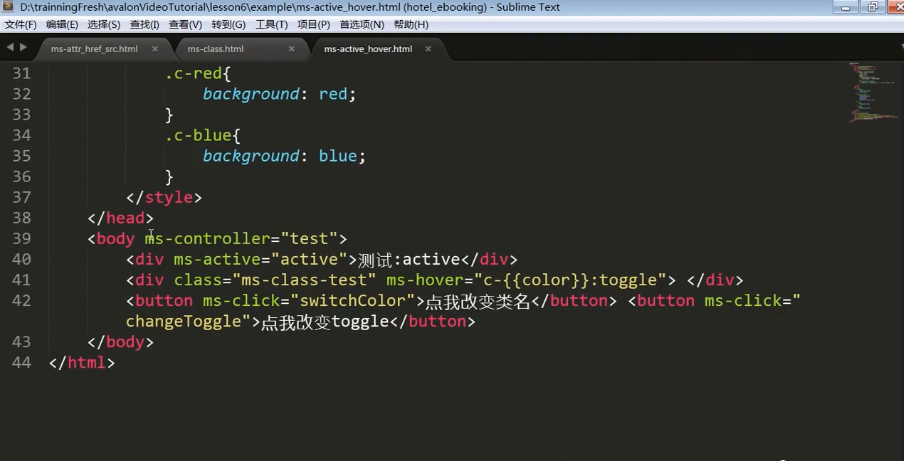 D:\trainningFresh\avalonVideoTutorial\lesson6\example\ms-active_hover.html (hotel_ebooking) - Sublime Text
文件(F) 编辑(E) 选择(S) 查找(I) 查看(V) 转到(G) 工具(T) 项目(P) 首选项(N) 帮助(H)
ms-attr_href_src.html × ms-class.html × ms-active_hover.html ×
31 .c-red{
32 background: red;
33 }
34 .c-blue{
35 background: blue;
36 }
37 </style>
38 </head>
39 <body ms-controller="test">
40 <div ms-active="active">测试:active</div>
41 <div class="ms-class-test" ms-hover="c-{{color}}:toggle"> </div>
42 <button ms-click="switchColor">点我改变类名</button> <button ms-click="
changeToggle">点我改变toggle</button>
43 </body>
44 </html>